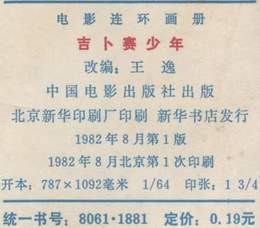 电影连环画册
吉卜赛少年
改编：王逸
中国电影出版社出版
北京新华印刷厂印刷 新华书店发行
1982年8月第1版
1982年8月北京第1次印刷
开本：787×1092毫米 1/64 印张：1 3/4
统一书号：8061·1881 定价：0.19元